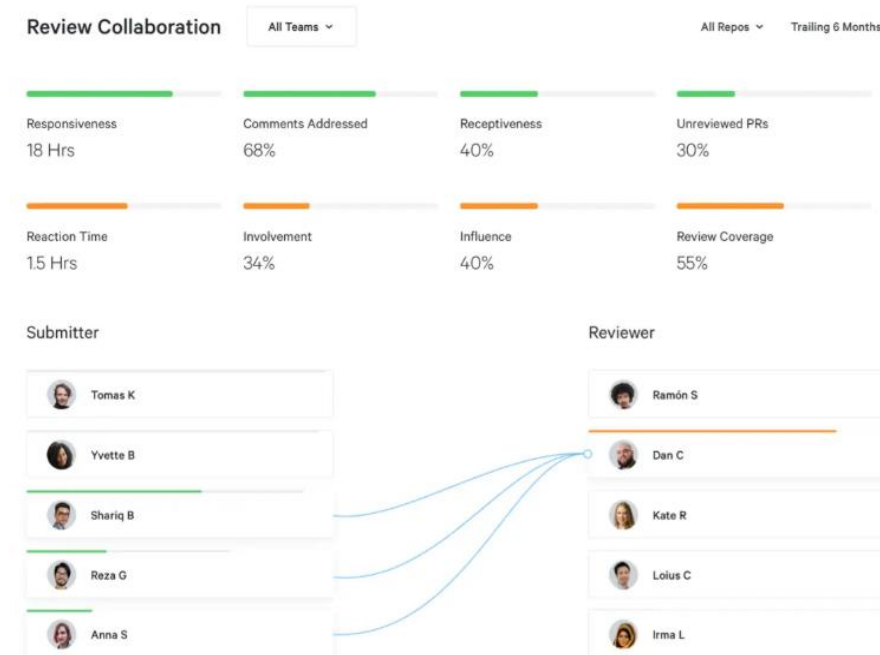 Review Collaboration
All Teams
All Repos
Trailing 6 Months
Responsiveness
18 Hrs
Comments Addressed
68%
Receptiveness
40%
Unreviewed PRs
30%
Reaction Time
1.5 Hrs
Involvement
34%
Influence
40%
Review Coverage
55%
Submitter
Tomas K
Yvette B
Shariq B
Reza G
Anna S
Reviewer
Ramón S
Dan C
Kate R
Loius C
Irma L